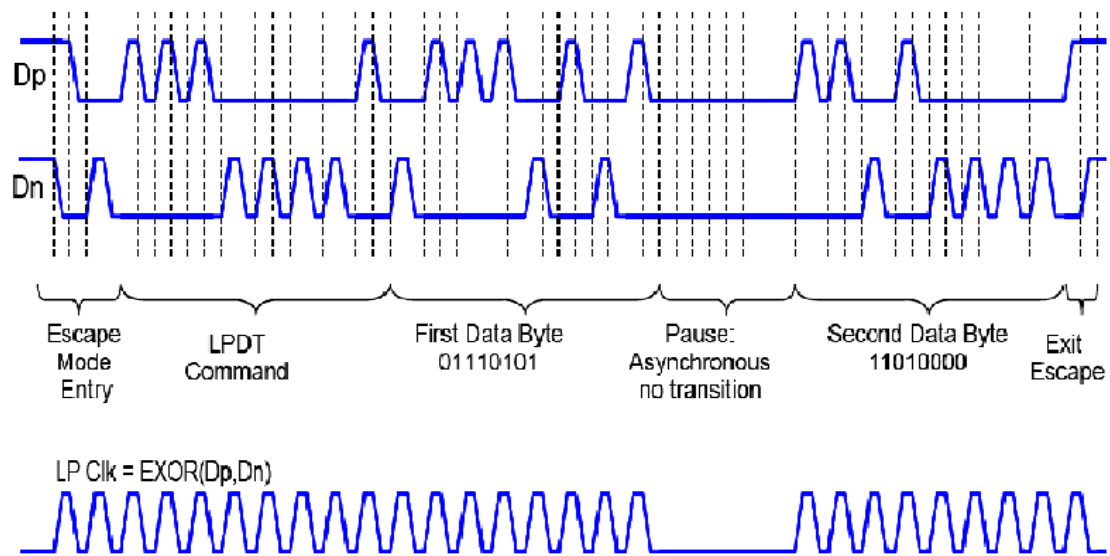 Dp
Dn
Escape
Mode
Entry
LPDT
Command
First Data Byte
01110101
Pause:
Asynchronous
no transition
Second Data Byte
11010000
Exit
Escape
LP Clk = EXOR(Dp,Dn)